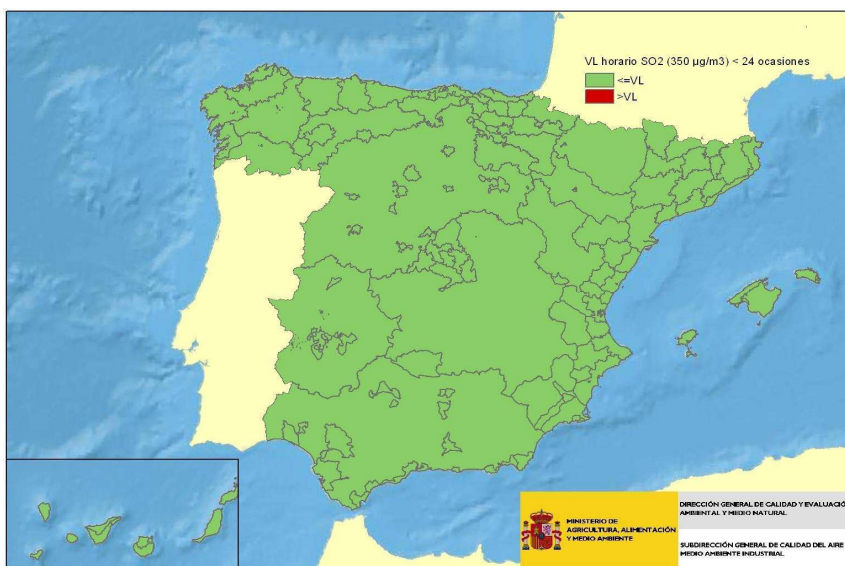 VL horario SO2 (350 µg/m3) < 24 ocasiones
<=VL
>VL
MINISTERIO DE
AGRICULTURA, ALIMENTACIÓN
Y MEDIO AMBIENTE
DIRECCIÓN GENERAL DE CALIDAD Y EVALUACIÓ
AMBIENTAL Y MEDIO NATURAL
SUBDIRECCIÓN GENERAL DE CALIDAD DEL AIRE
MEDIO AMBIENTE INDUSTRIAL